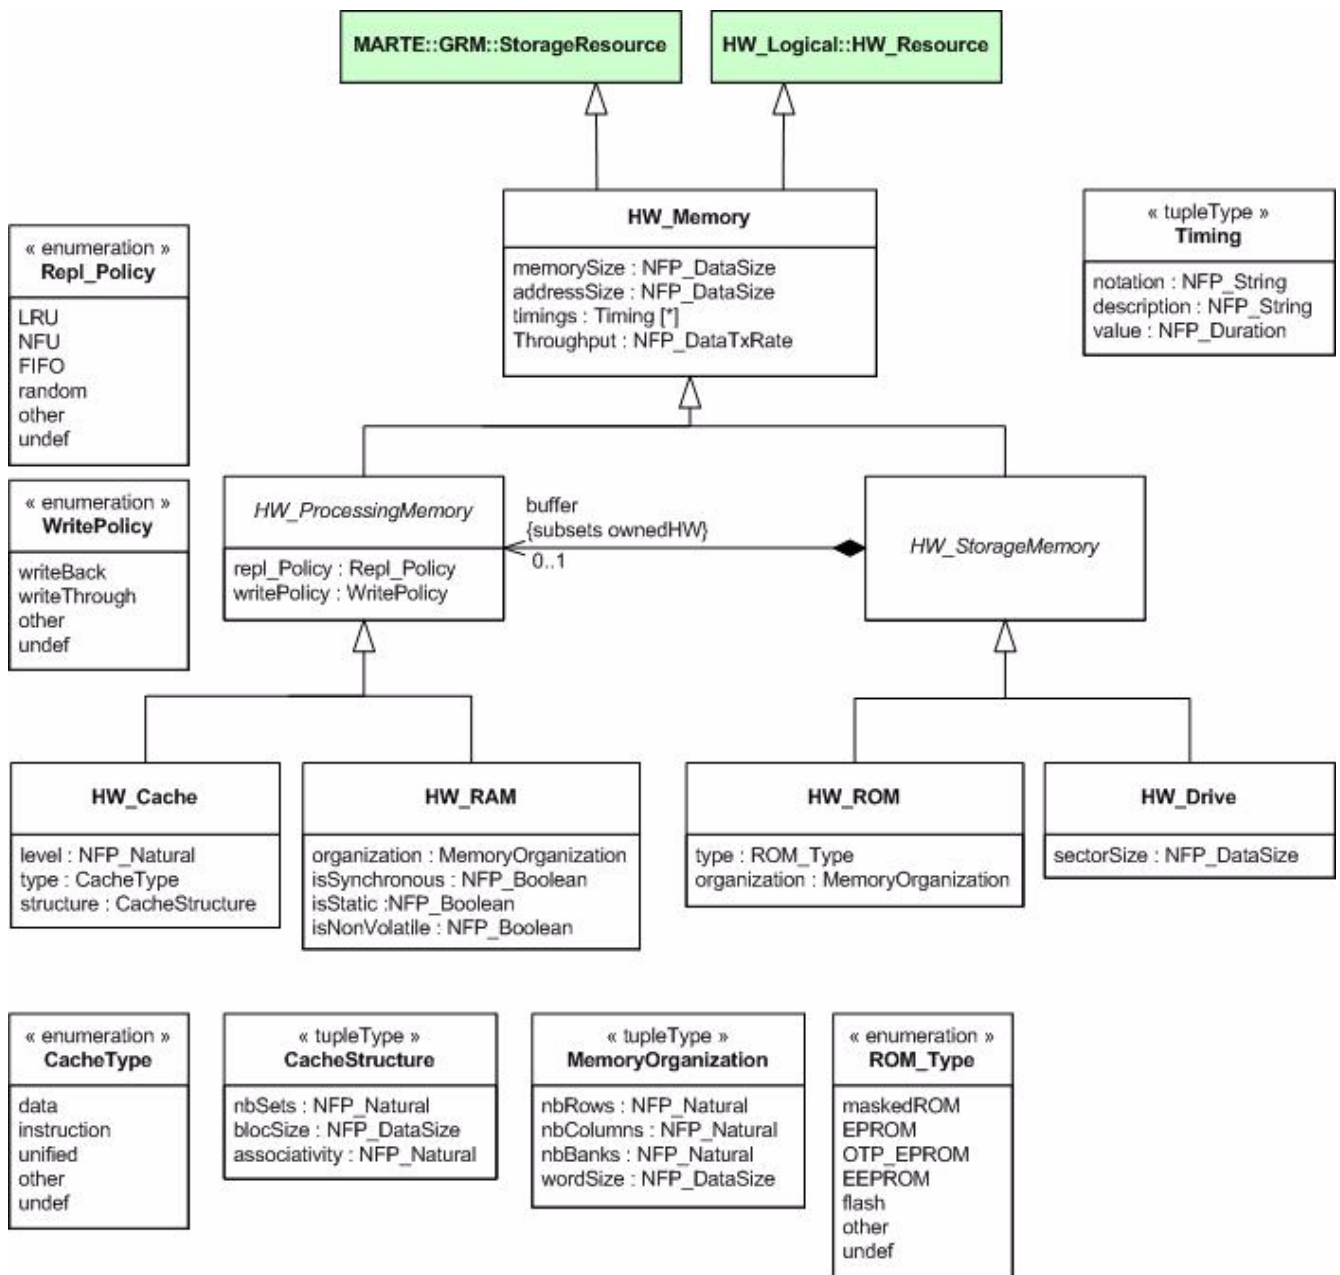 MARTE::GRM::StorageResource
HW_Logical::HW_Resource
HW_Memory
memorySize : NFP_DataSize
addressSize : NFP_DataSize
timings : Timing [*]
Throughput : NFP_DataTxRate
« tupleType »
Timing
notation : NFP_String
description : NFP_String
value : NFP_Duration
« enumeration »
Repl_Policy
LRU
NFU
FIFO
random
other
undef
« enumeration »
WritePolicy
writeBack
writeThrough
other
undef
HW_ProcessingMemory
repl_Policy : Repl_Policy
writePolicy : WritePolicy
buffer
{subsets ownedHW}
0..1
HW_StorageMemory
HW_Cache
level : NFP_Natural
type : CacheType
structure : CacheStructure
HW_RAM
organization : MemoryOrganization
isSynchronous : NFP_Boolean
isStatic :NFP_Boolean
isNonVolatile : NFP_Boolean
HW_ROM
type : ROM_Type
organization : MemoryOrganization
HW_Drive
sectorSize : NFP_DataSize
« enumeration »
CacheType
data
instruction
unified
other
undef
« tupleType »
CacheStructure
nbSets : NFP_Natural
blocSize : NFP_DataSize
associativity : NFP_Natural
« tupleType »
MemoryOrganization
nbRows : NFP_Natural
nbColumns : NFP_Natural
nbBanks : NFP_Natural
wordSize : NFP_DataSize
« enumeration »
ROM_Type
maskedROM
EPROM
OTP_EPROM
EEPROM
flash
other
undef